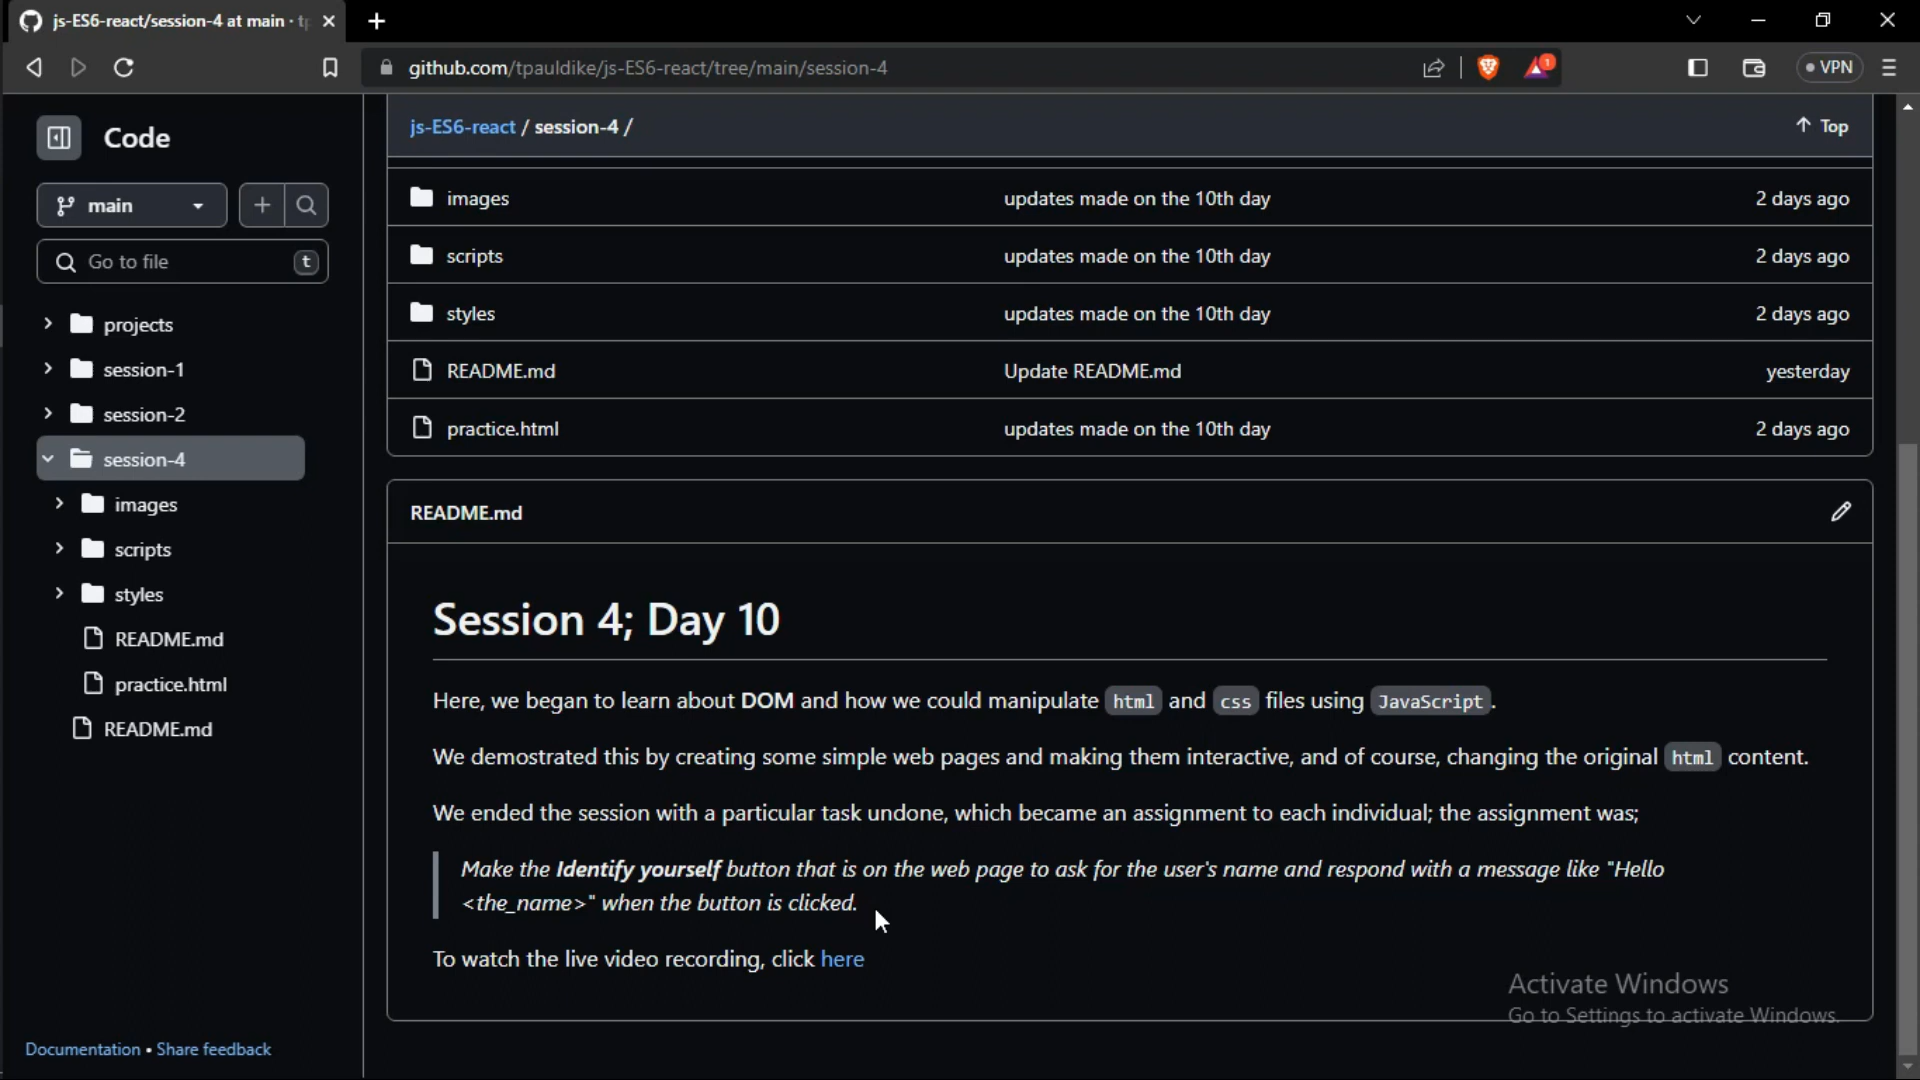 js-ES6-react/session-4 at main · t
github.com/tpauldike/js-ES6-react/tree/main/session-4
1
VPN
Code
main
Go to file
t
projects
session-1
session-2
session-4
images
scripts
styles
README.md
practice.html
README.md
Documentation • Share feedback
js-ES6-react / session-4 /
Top
images updates made on the 10th day 2 days ago
scripts updates made on the 10th day 2 days ago
styles updates made on the 10th day 2 days ago
README.md Update README.md yesterday
practice.html updates made on the 10th day 2 days ago
README.md
Session 4; Day 10
Here, we began to learn about DOM and how we could manipulate html and css files using JavaScript.
We demostrated this by creating some simple web pages and making them interactive, and of course, changing the original html content.
We ended the session with a particular task undone, which became an assignment to each individual; the assignment was;
Make the Identify yourself button that is on the web page to ask for the user's name and respond with a message like "Hello
<the_name>" when the button is clicked.
To watch the live video recording, click here
Activate Windows
Go to Settings to activate Windows.